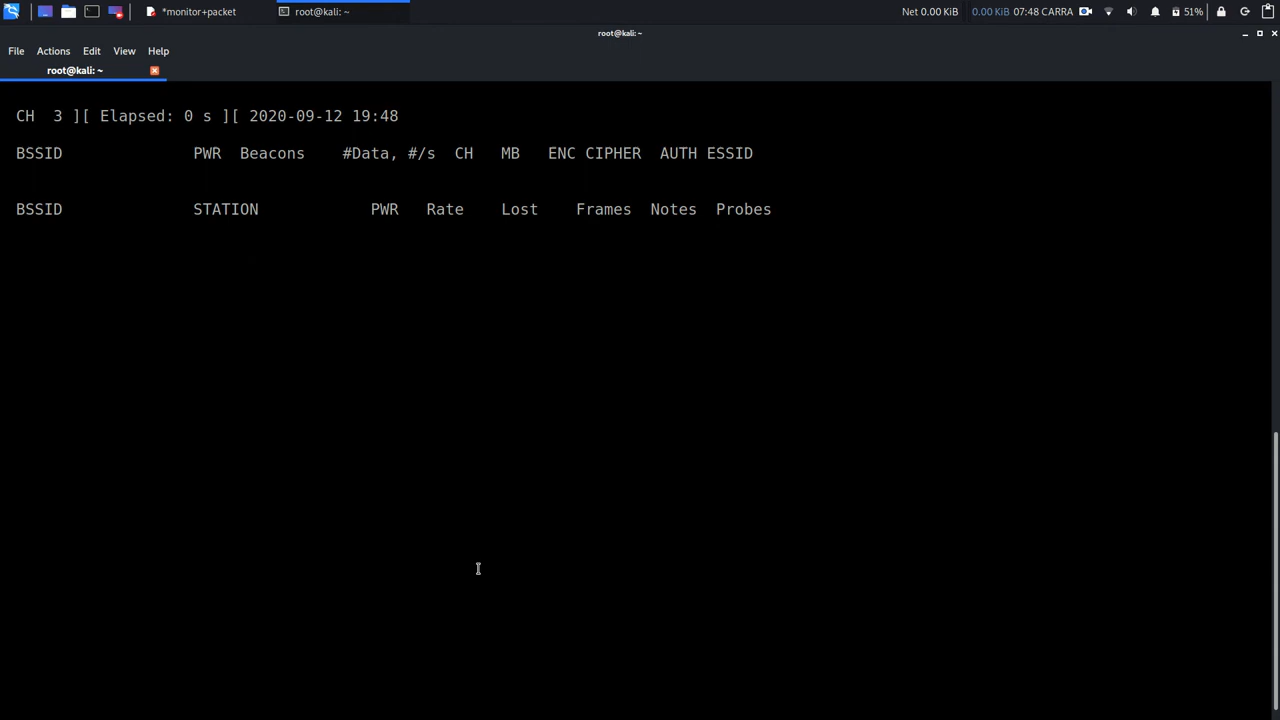 *monitor+packet root@kali: ~ Net 0.00 KiB 0.00 KiB 07:48 CARRA 51%
root@kali:~
File Actions Edit View Help
root@kali: ~
CH 3 ][ Elapsed: 0 s ][ 2020-09-12 19:48
BSSID PWR Beacons #Data, #/s CH MB ENC CIPHER AUTH ESSID
BSSID STATION PWR Rate Lost Frames Notes Probes